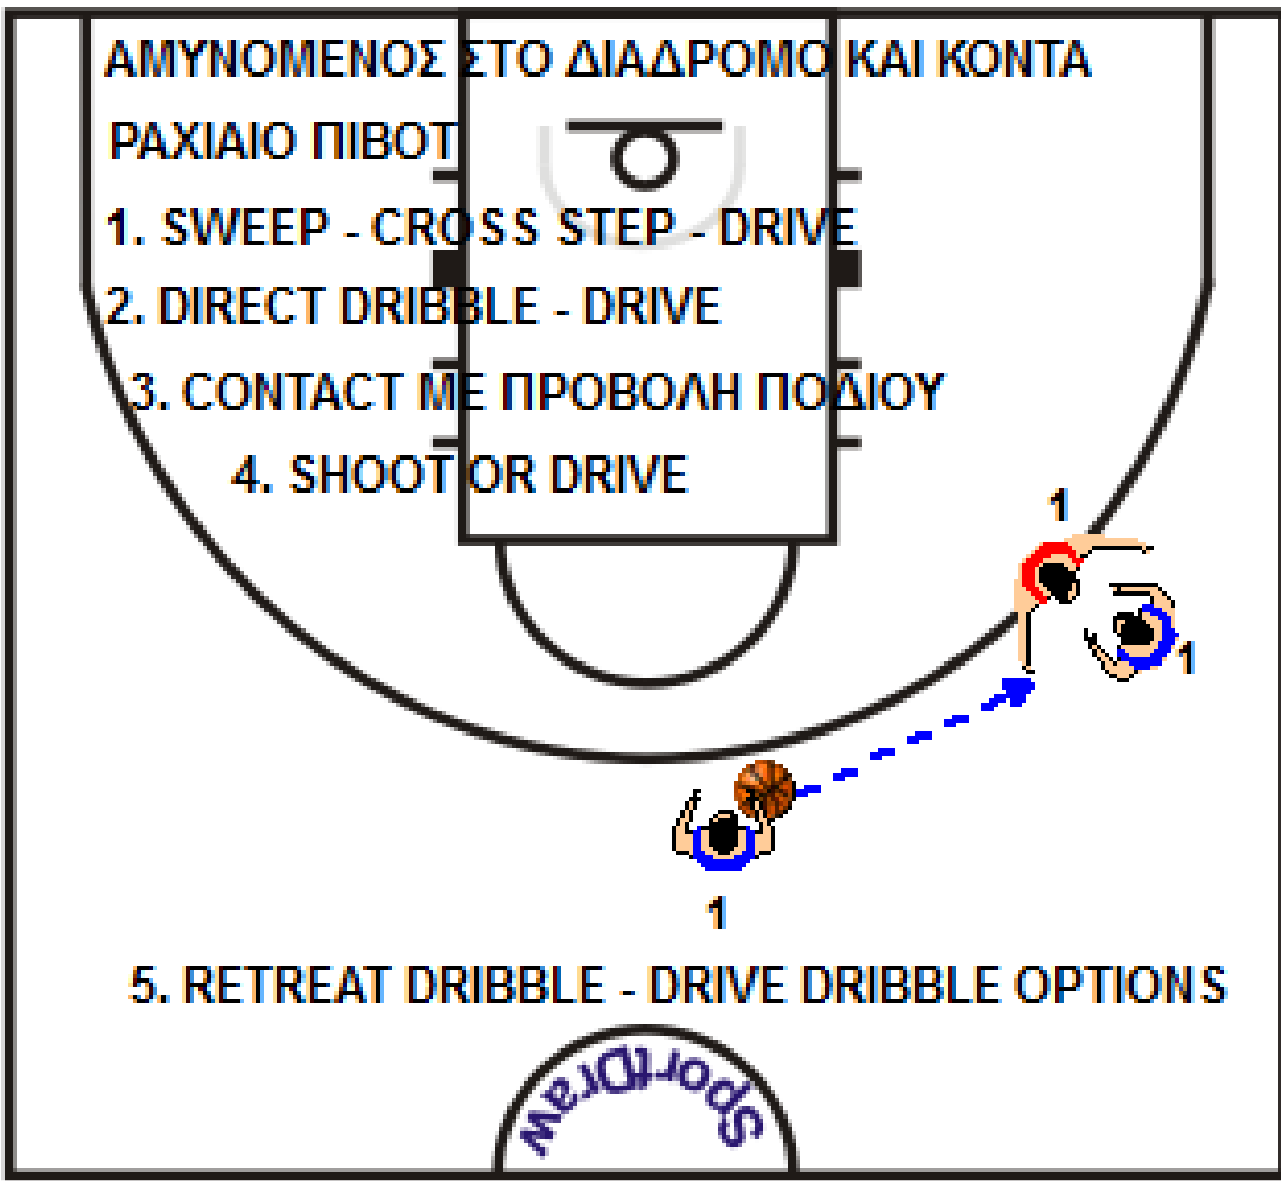 ΑΜΥΝΟΜΕΝΟΣ ΣΤΟ ΔΙΑΔΡΟΜΟ ΚΑΙ ΚΟΝΤΑ
ΡΑΧΙΑΙΟ ΠΙΒΟΤ
1. SWEEP - CROSS STEP - DRIVE
2. DIRECT DRIBBLE - DRIVE
3. CONTACT ΜΕ ΠΡΟΒΟΛΗ ΠΟΔΙΟΥ
4. SHOOT OR DRIVE
1
1
1
5. RETREAT DRIBBLE - DRIVE DRIBBLE OPTIONS
SportDraw